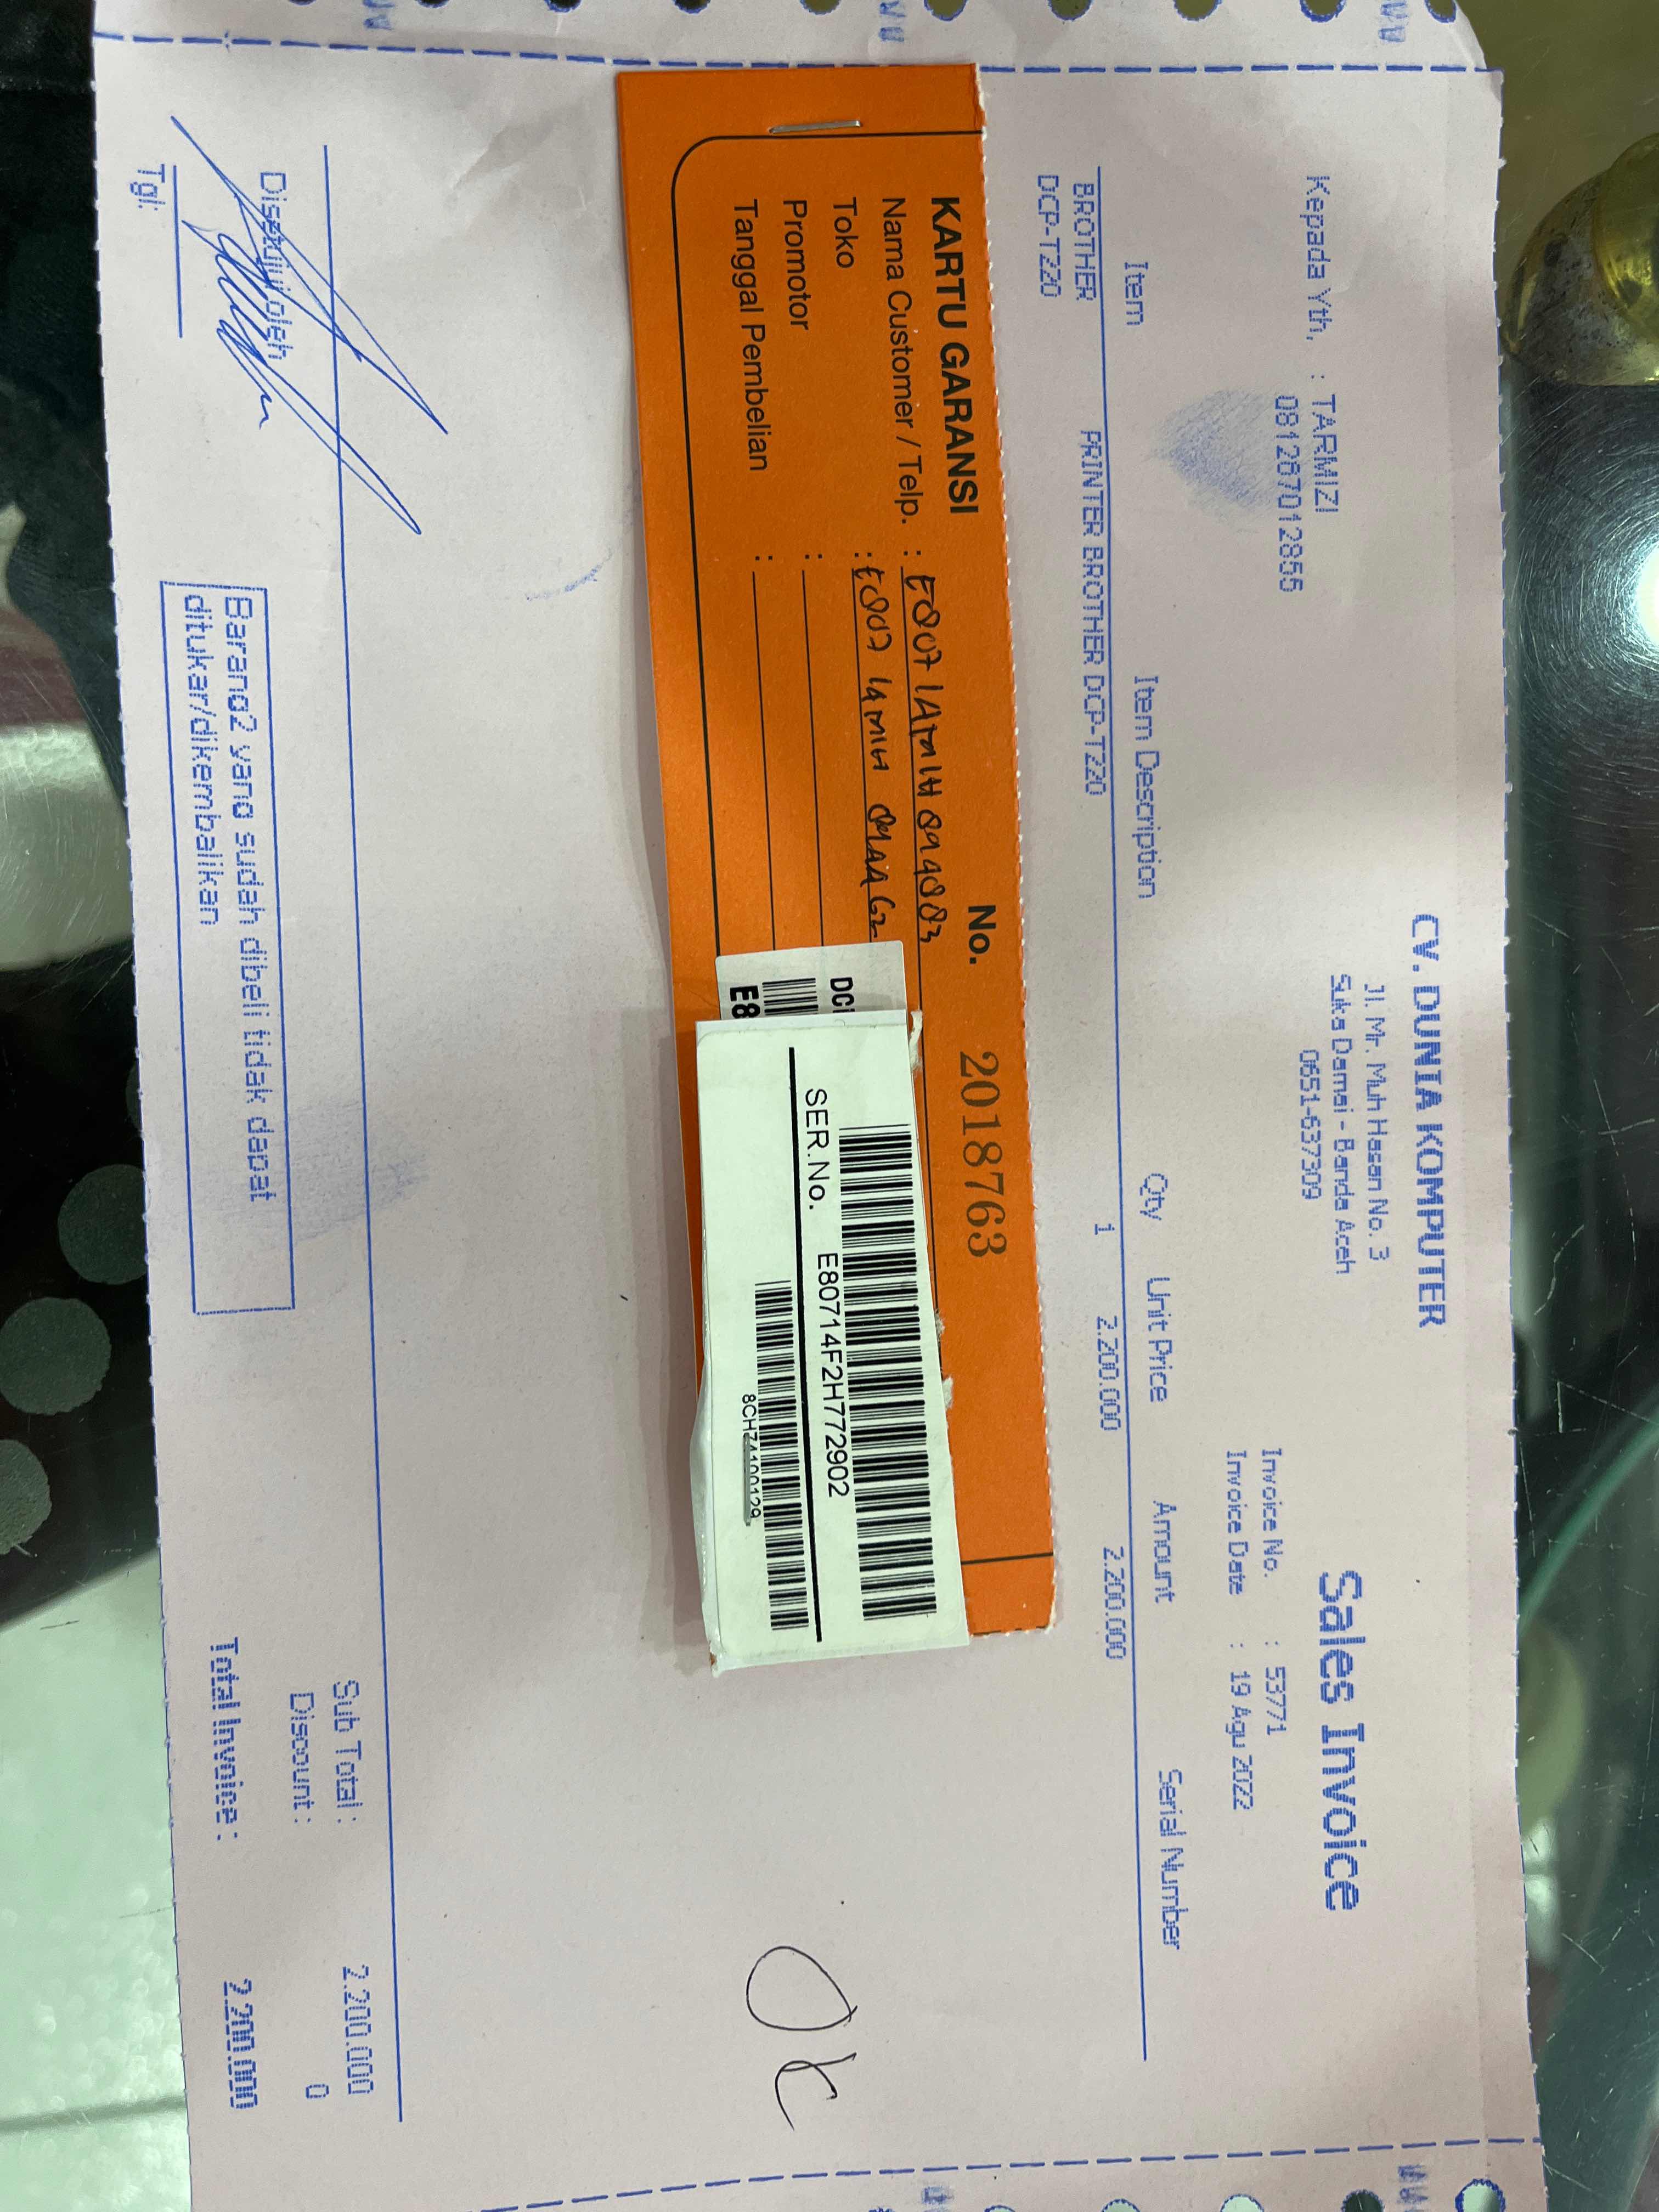 CV. DUNIA KOMPUTER
Jl. Mr. Muh Hasan No. 3
Suka Damai - Banda Aceh
0651-637309
Sales Invoice
Kepada Yth, : TARMIZI
081287012855
Invoice No. : 53771
Invoice Date : 19 Agu 2022
Item Item Description Qty Unit Price Amount Serial Number
BROTHER PRINTER BROTHER DCP-T220 1 2.200.000 2.200.000
DCP-T220
KARTU GARANSI No. 2018763
Nama Customer / Telp. :
Toko :
Promotor :
Tanggal Pembelian :
E8
SER.No. E80714F2H772902
OK
Sub Total : 2.200.000
Discount : 0
Total Invoice : 2.200.000
Disetujui oleh
Tgl:
Barang2 yang sudah dibeli tidak dapat
ditukar/dikembalikan